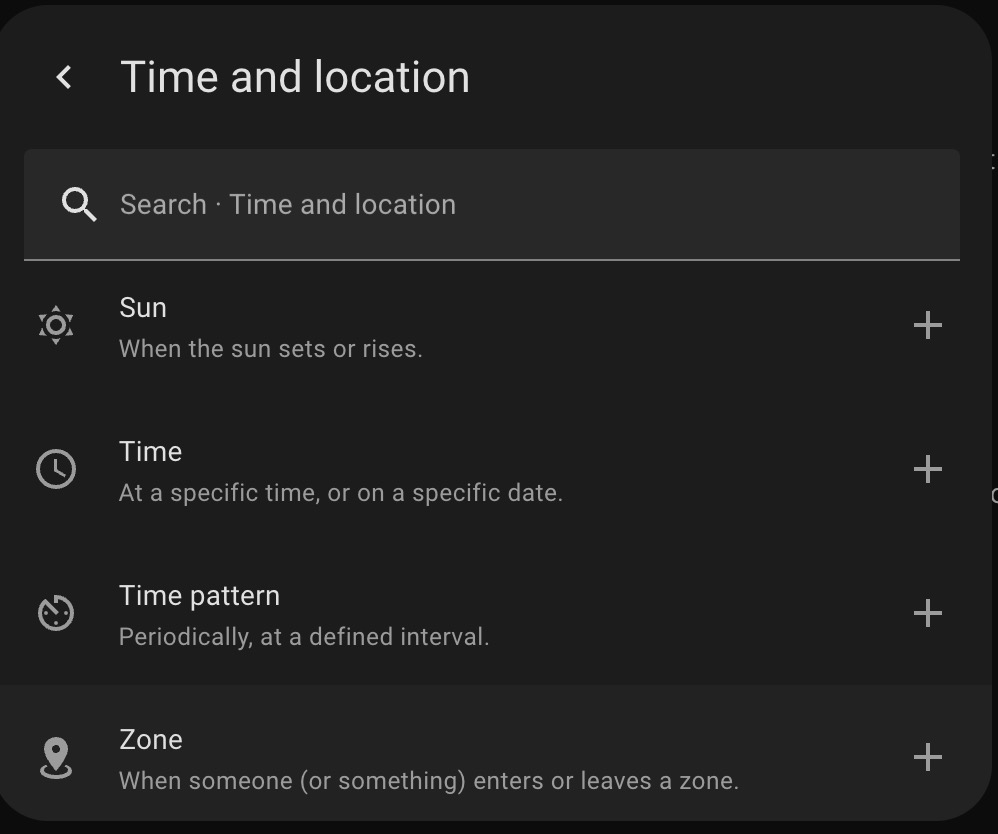 Time and location
Search · Time and location
Sun
When the sun sets or rises.
Time
At a specific time, or on a specific date.
Time pattern
Periodically, at a defined interval.
Zone
When someone (or something) enters or leaves a zone.